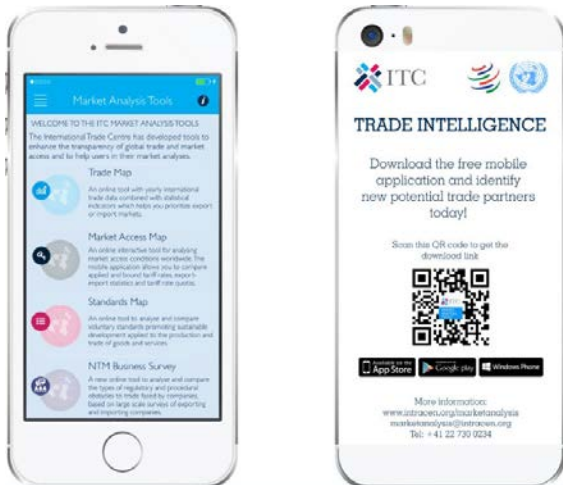 Market Analysis Tools
WELCOME TO THE ITC MARKET ANALYSIS TOOLS
The International Trade Centre has developed tools to
enhance the transparency of global trade and market
access and to help users in their market analyses.
Trade Map
An online tool with yearly international
trade data combined with statistical
indicators which helps you prioritize export
or import markets.
Market Access Map
An online interactive tool for analysing
market access conditions worldwide. The
mobile application allows you to compare
applied and bound tariff rates, export-
import statistics and tariff rate quotas.
Standards Map
An online tool to analyse and compare
voluntary standards promoting sustainable
development applied to the production and
trade of goods and services.
NTM Business Survey
A new online tool to analyse and compare
the types of regulatory and procedural
obstacles to trade faced by companies,
based on large scale surveys of exporting
and importing companies.
ITC
TRADE INTELLIGENCE
Download the free mobile
application and identify
new potential trade partners
today!
Scan this QR code to get the
download link
Available on the
App Store
Google play
Windows Phone
More information:
www.intracen.org/marketanalysis
marketanalysis@intracen.org
Tel: +41 22 730 0234